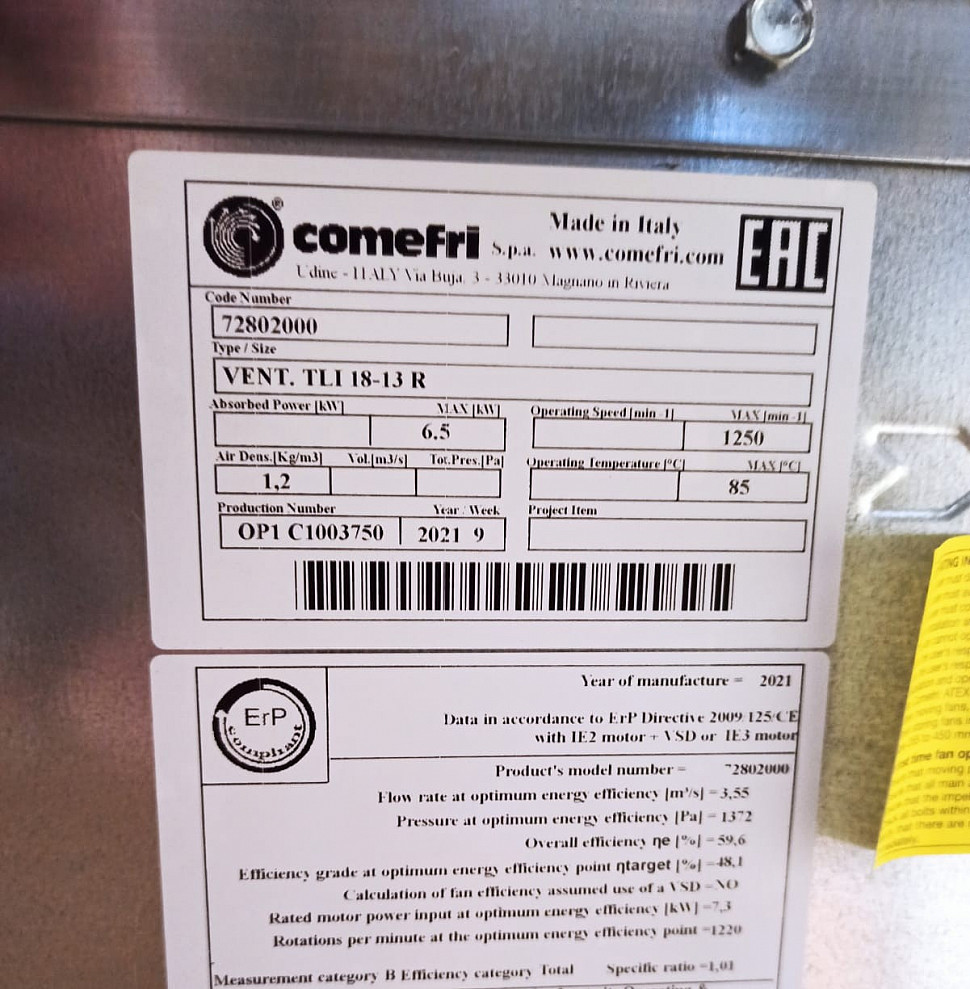 comefri ® S.p.a.
Made in Italy
www.comefri.com
EAC
Udine - ITALY Via Buja, 3 - 33010 Magnano in Riviera
Code Number
72802000
Type / Size
VENT. TLI 18-13 R
Absorbed Power [kW] MAX [kW]
6.5
Operating Speed [min -1] MAX [min -1]
1250
Air Dens.[Kg/m3] Vol.[m3/s] Tot.Pres.[Pa]
1,2
Operating Temperature [°C] MAX [°C]
85
Production Number Year / Week
OP1 C1003750 2021 9
Project Item
ErP
compliant
Year of manufacture = 2021
Data in accordance to ErP Directive 2009/125/CE
with IE2 motor + VSD or IE3 motor
Product's model number = 72802000
Flow rate at optimum energy efficiency [m³/s] =3,55
Pressure at optimum energy efficiency [Pa] =1372
Overall efficiency ηe [%] =59,6
Efficiency grade at optimum energy efficiency point ηtarget [%] =48,1
Calculation of fan efficiency assumed use of a VSD =NO
Rated motor power input at optimum energy efficiency [kW] =7,3
Rotations per minute at the optimum energy efficiency point =1220
Measurement category B Efficiency category Total Specific ratio =1,01